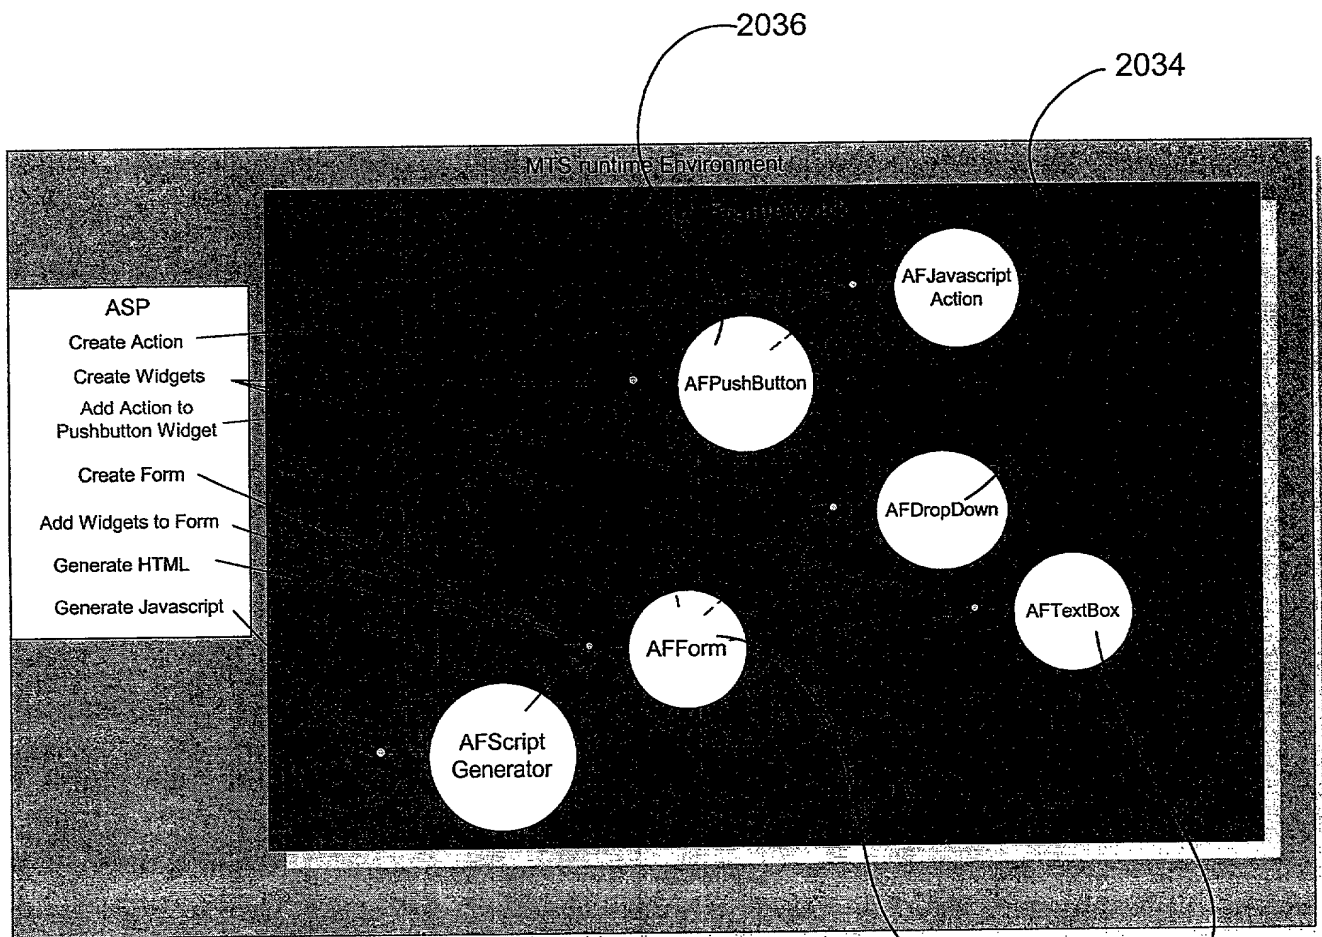 2036
2034
MTS runtime Environment
ASP
Create Action
Create Widgets
Add Action to
Pushbutton Widget
Create Form
Add Widgets to Form
Generate HTML
Generate Javascript
AFJavascript
Action
AFPushButton
AFDropDown
AFTextBox
AFForm
AFScript
Generator